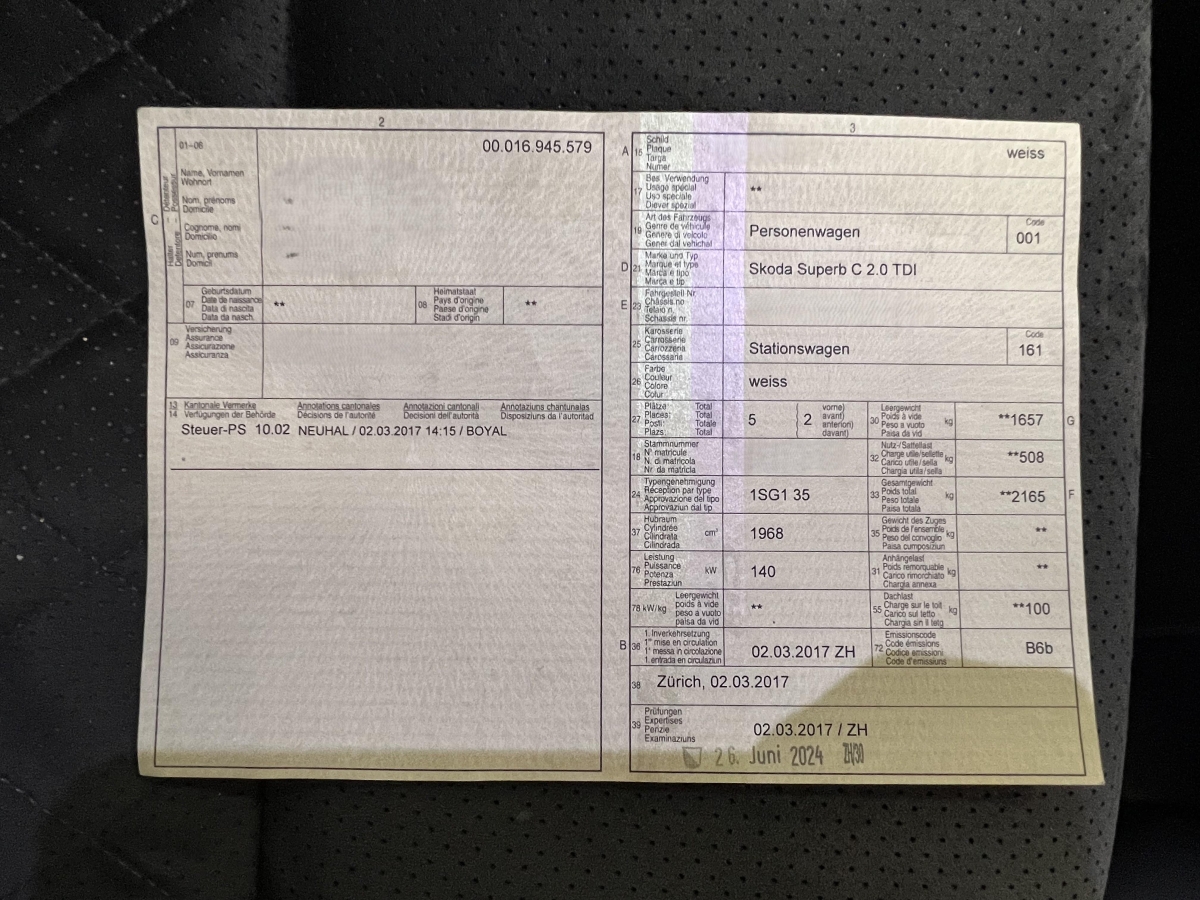 2
01-06
00.016.945.579
C
Name, Vornamen
Wohnort
Nom, prénoms
Domicile
Cognome, nomi
Domicilio
Num, prenums
Domicil
07
Geburtsdatum
Date de naissance
Data di nascita
Data da nasch.
**
08
Heimatstaat
Pays d'origine
Paese d'origine
Stadi d'origin
**
09
Versicherung
Assurance
Assicurazione
Assicuranza
13
14
Kantonale Vermerke
Verfügungen der Behörde
Annotations cantonales
Décisions de l'autorité
Annotazioni cantonali
Decisioni dell'autorità
Annotaziuns chantunalas
Disposiziuns da l'autoritad
Steuer-PS 10.02 NEUHAL / 02.03.2017 14:15 / BOYAL
3
A
Schild
Plaque
Targa
Numer
weiss
17
Bes. Verwendung
Usage spécial
Uso speciale
Diever spezial
**
19
Art des Fahrzeugs
Genre de véhicule
Genere di veicolo
Gener dal vehichel
Personenwagen
Code
001
D
21
Marke und Typ
Marque et type
Marca e tipo
Marca e tip
Skoda Superb C 2.0 TDI
E
23
Fahrgestell Nr.
Châssis no
Telaio n.
Schassis nr.
25
Karosserie
Carrosserie
Carrozzeria
Carossaria
Stationswagen
Code
161
26
Farbe
Couleur
Colore
Colur
weiss
27
Plätze Total
Places: Total
Posti: Totale
Plazs: Total
5
2
vorne)
avant)
anteriori)
davant)
30
Leergewicht
Poids à vide
Peso a vuoto
Paisa da vid
kg
**1657
G
18
Stammnummer
N° matricule
N. di matricola
Nr. da matricla
32
Nutz-/Sattellast
Charge utile/sellette
Carico utile/sella
Chargia utila/sella
kg
**508
24
Typengenehmigung
Réception par type
Approvazione del tipo
Approvaziun dal tip
1SG1 35
33
Gesamtgewicht
Poids total
Peso totale
Paisa totala
kg
**2165
F
37
Hubraum
Cylindrée
Cilindrata
Cilindrada
cm³
1968
35
Gewicht des Zuges
Poids de l'ensemble
Peso del convoglio
Paisa cumposiziun
kg
**
76
Leistung
Puissance
Potenza
Prestaziun
kW
140
31
Anhängelast
Poids remorquable
Carico rimorchiato
Chargia annexa
kg
**
78 kW/kg
Leergewicht
poids à vide
peso à vuoto
paisa da vid
**
55
Dachlast
Charge sur le toit
Carico sul tetto
Chargia sin il tetg
kg
**100
B
36
1. Inverkehrsetzung
1re mise en circulation
1a messa in circolazione
1. entrada en circulaziun
02.03.2017 ZH
72
Emissionscode
Code émissions
Codice emissioni
Code d'emissiuns
B6b
38
Zürich, 02.03.2017
39
Prüfungen
Expertises
Perizie
Examinaziuns
02.03.2017 / ZH
26. Juni 2024 ZH30